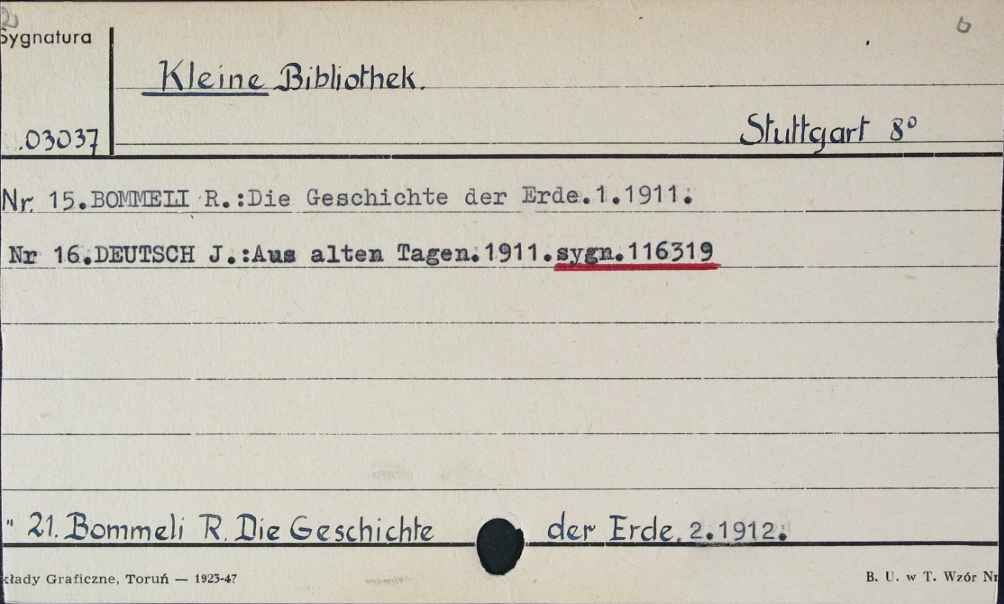 Sygnatura
6
Kleine Bibliothek.
.03037
Stuttgart 8°
Nr. 15.BOMMELI R.:Die Geschichte der Erde.1.1911.
Nr 16.DEUTSCH J.:Aus alten Tagen.1911.sygn.116319
" 21. Bommeli R. Die Geschichte der Erde. 2.1912.
kłady Graficzne, Toruń — 1923-47
B. U. w T. Wzór Nr